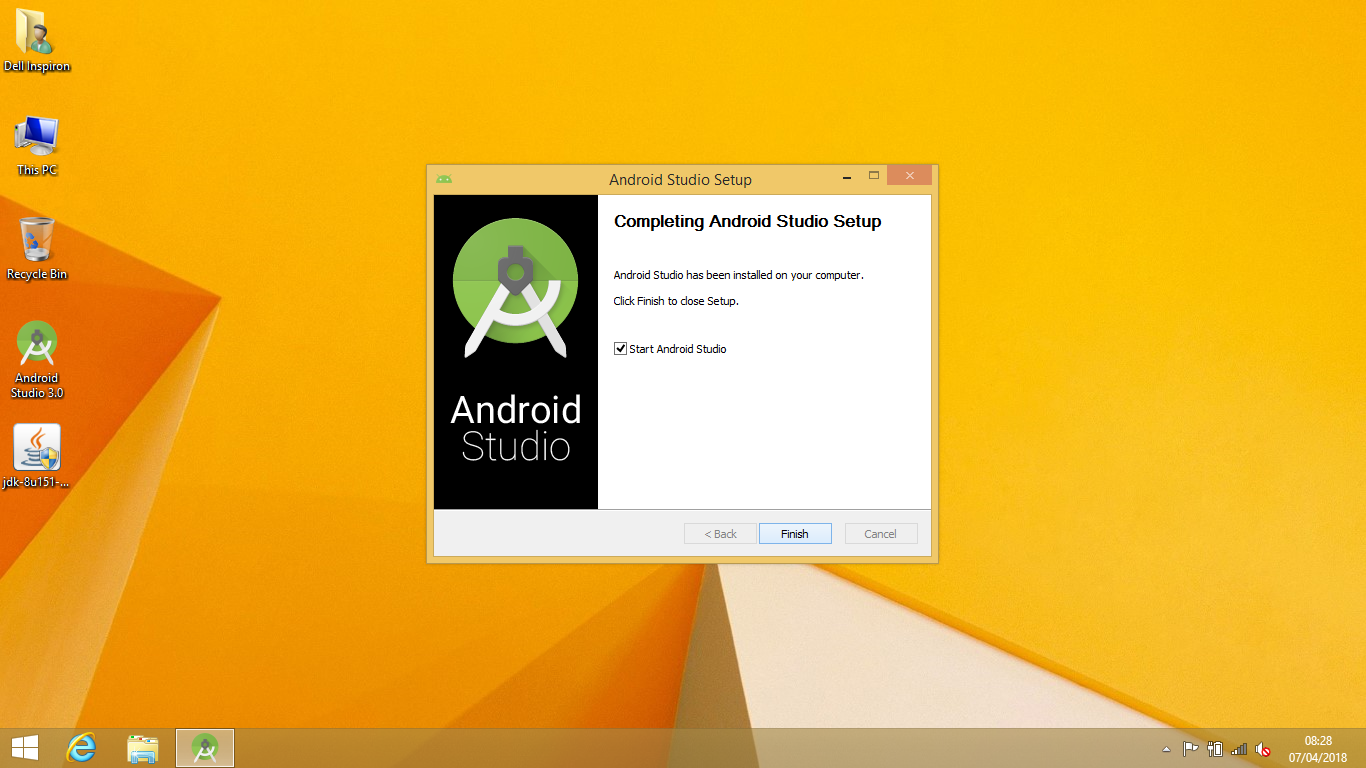 Dell Inspiron
This PC
Recycle Bin
Android
Studio 3.0
jdk-8u151-...
Android Studio Setup
Android
Studio
Completing Android Studio Setup
Android Studio has been installed on your computer.
Click Finish to close Setup.
Start Android Studio
< Back
Finish
Cancel
08:28
07/04/2018